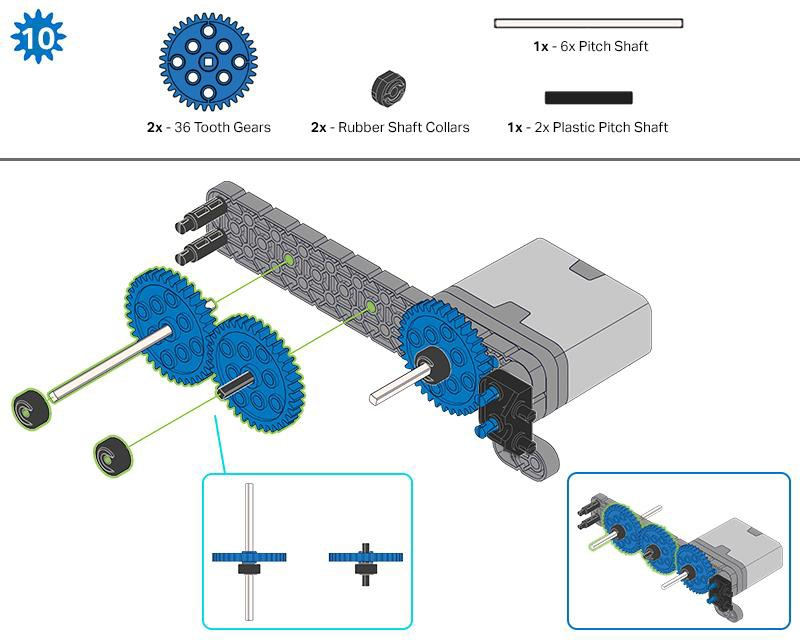 10
1x - 6x Pitch Shaft
2x - 36 Tooth Gears
2x - Rubber Shaft Collars
1x - 2x Plastic Pitch Shaft